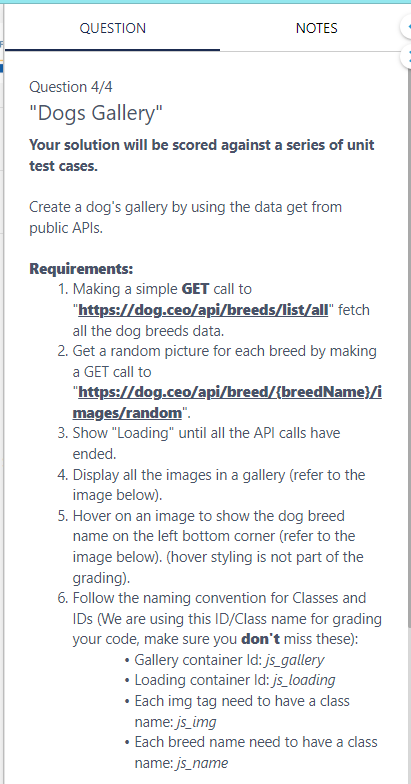 QUESTION
NOTES
Question 4/4
"Dogs Gallery"
Your solution will be scored against a series of unit
test cases.
Create a dog's gallery by using the data get from
public APIs.
Requirements:
1. Making a simple GET call to
"https://dog.ceo/api/breeds/list/all" fetch
all the dog breeds data.
2. Get a random picture for each breed by making
a GET call to
"https://dog.ceo/api/breed/{breedName}/i
mages/random".
3. Show "Loading" until all the API calls have
ended.
4. Display all the images in a gallery (refer to the
image below).
5. Hover on an image to show the dog breed
name on the left bottom corner (refer to the
image below). (hover styling is not part of the
grading).
6. Follow the naming convention for Classes and
IDs (We are using this ID/Class name for grading
your code, make sure you don't miss these):
• Gallery container Id: js_gallery
• Loading container Id: js_loading
• Each img tag need to have a class
name: js_img
• Each breed name need to have a class
name: js_name